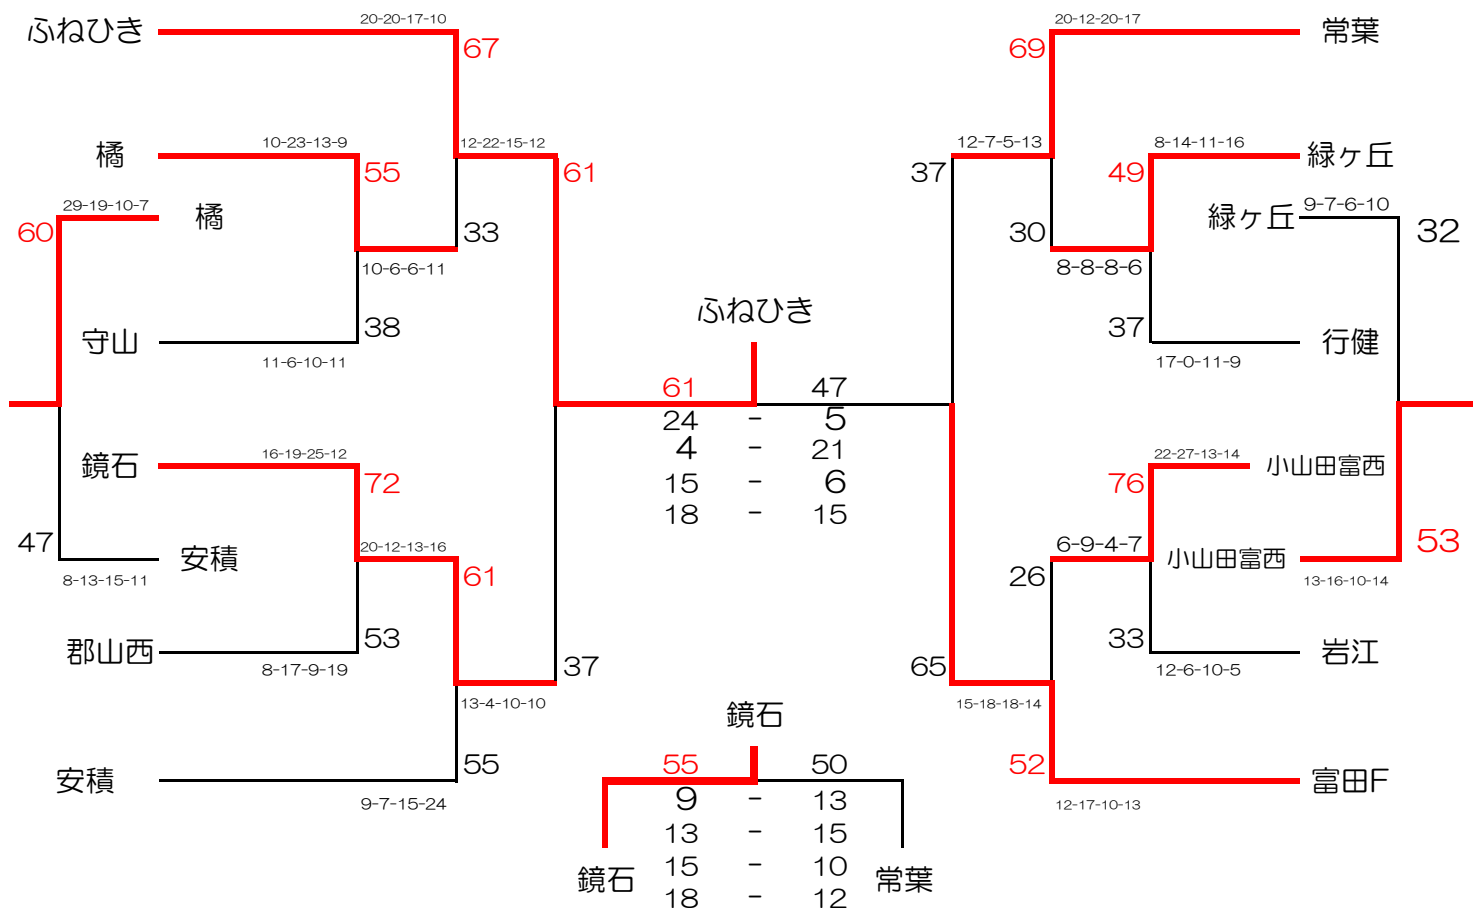 20-20-17-10
20-12-20-17
ふねひき
常葉
67
69
橘
10-23-13-9
12-22-15-12
12-7-5-13
8-14-11-16
緑ヶ丘
55
61
37
49
29-19-10-7
橘
緑ヶ丘
9-7-6-10
60
33
30
32
10-6-6-11
8-8-8-6
ふねひき
守山
38
37
行健
11-6-10-11
17-0-11-9
61
47
24 - 5
4 - 21
15 - 6
18 - 15
鏡石
16-19-25-12
22-27-13-14
小山田富西
72
76
47
安積
20-12-13-16
6-9-4-7
小山田富西
53
8-13-15-11
61
26
13-16-10-14
郡山西
53
33
岩江
8-17-9-19
37
65
12-6-10-5
13-4-10-10
15-18-18-14
鏡石
安積
55
55
50
52
富田F
9-7-15-24
12-17-10-13
9 - 13
13 - 15
15 - 10
18 - 12
鏡石
常葉